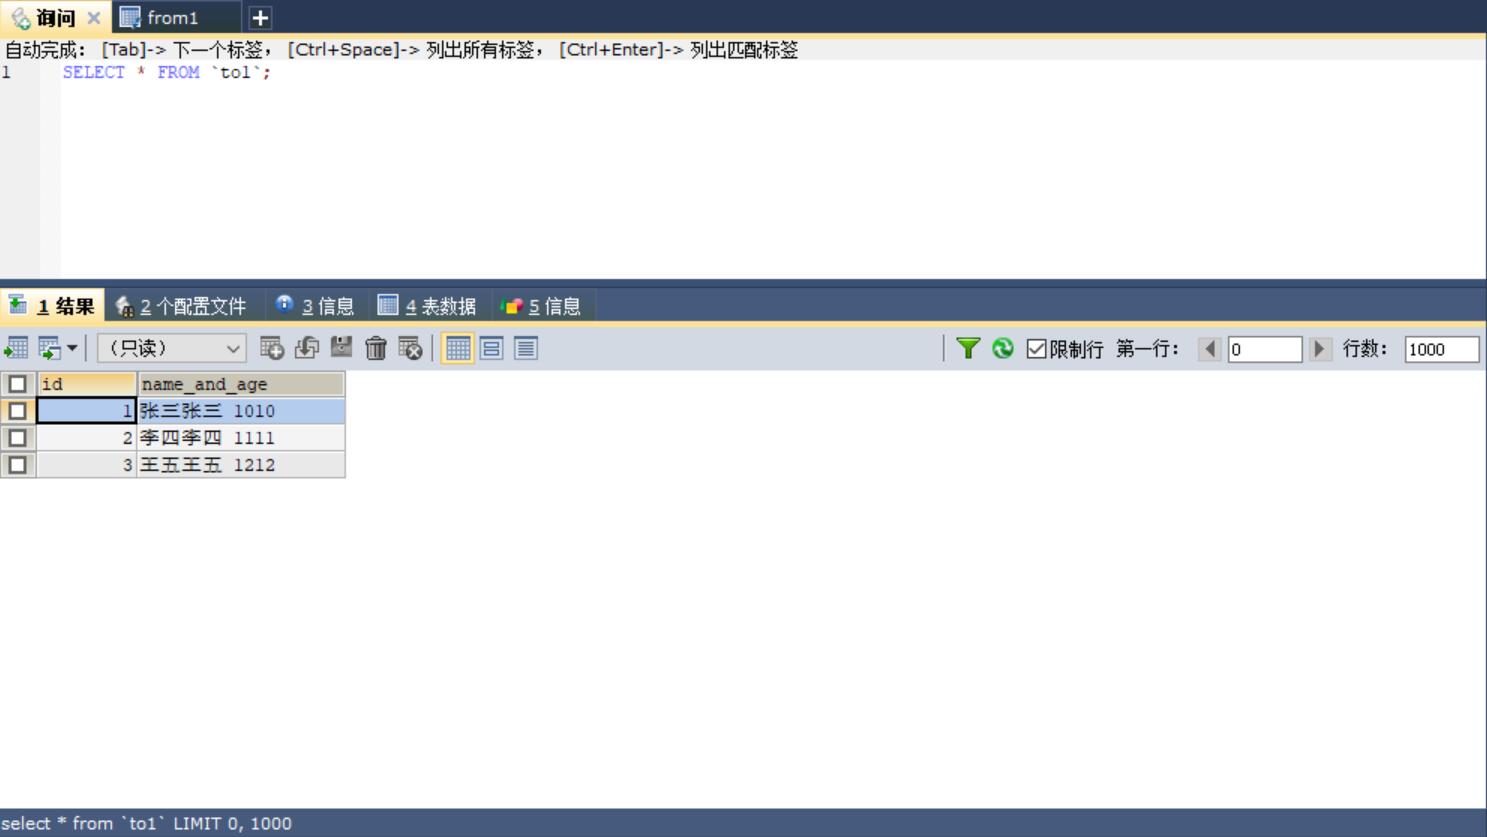 询问 from1
自动完成: [Tab]-> 下一个标签, [Ctrl+Space]-> 列出所有标签, [Ctrl+Enter]-> 列出匹配标签
1 SELECT * FROM `to1`;
1 结果 2 个配置文件 3 信息 4 表数据 5 信息
(只读) 限制行 第一行: 0 行数: 1000
id name_and_age
1 张三张三 1010
2 李四李四 1111
3 王五王五 1212
select * from `to1` LIMIT 0, 1000